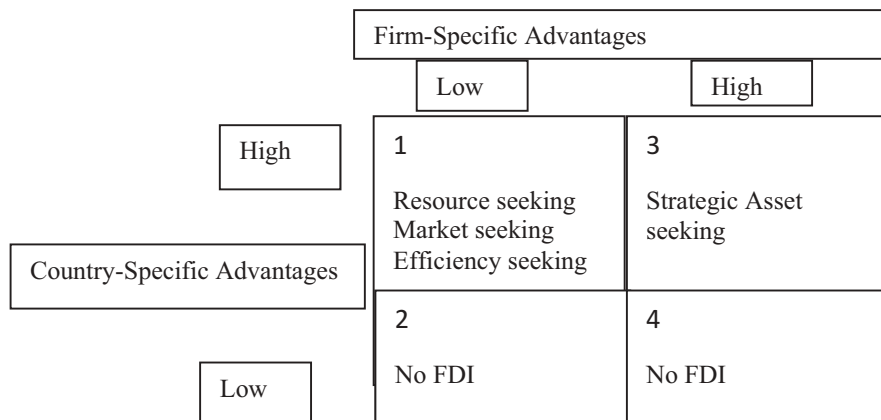 Firm-Specific Advantages
Low
High
High
1
Resource seeking
Market seeking
Efficiency seeking
3
Strategic Asset
seeking
Country-Specific Advantages
Low
2
No FDI
4
No FDI